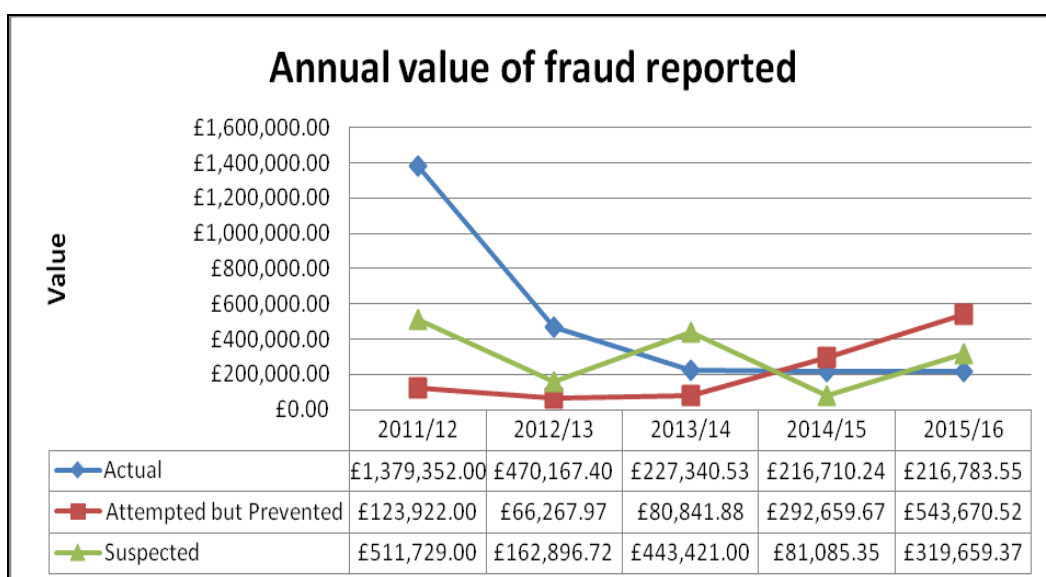 Annual value of fraud reported
Value
£1,600,000.00
£1,400,000.00
£1,200,000.00
£1,000,000.00
£800,000.00
£600,000.00
£400,000.00
£200,000.00
£0.00
2011/12 2012/13 2013/14 2014/15 2015/16
Actual £1,379,352.00 £470,167.40 £227,340.53 £216,710.24 £216,783.55
Attempted but Prevented £123,922.00 £66,267.97 £80,841.88 £292,659.67 £543,670.52
Suspected £511,729.00 £162,896.72 £443,421.00 £81,085.35 £319,659.37